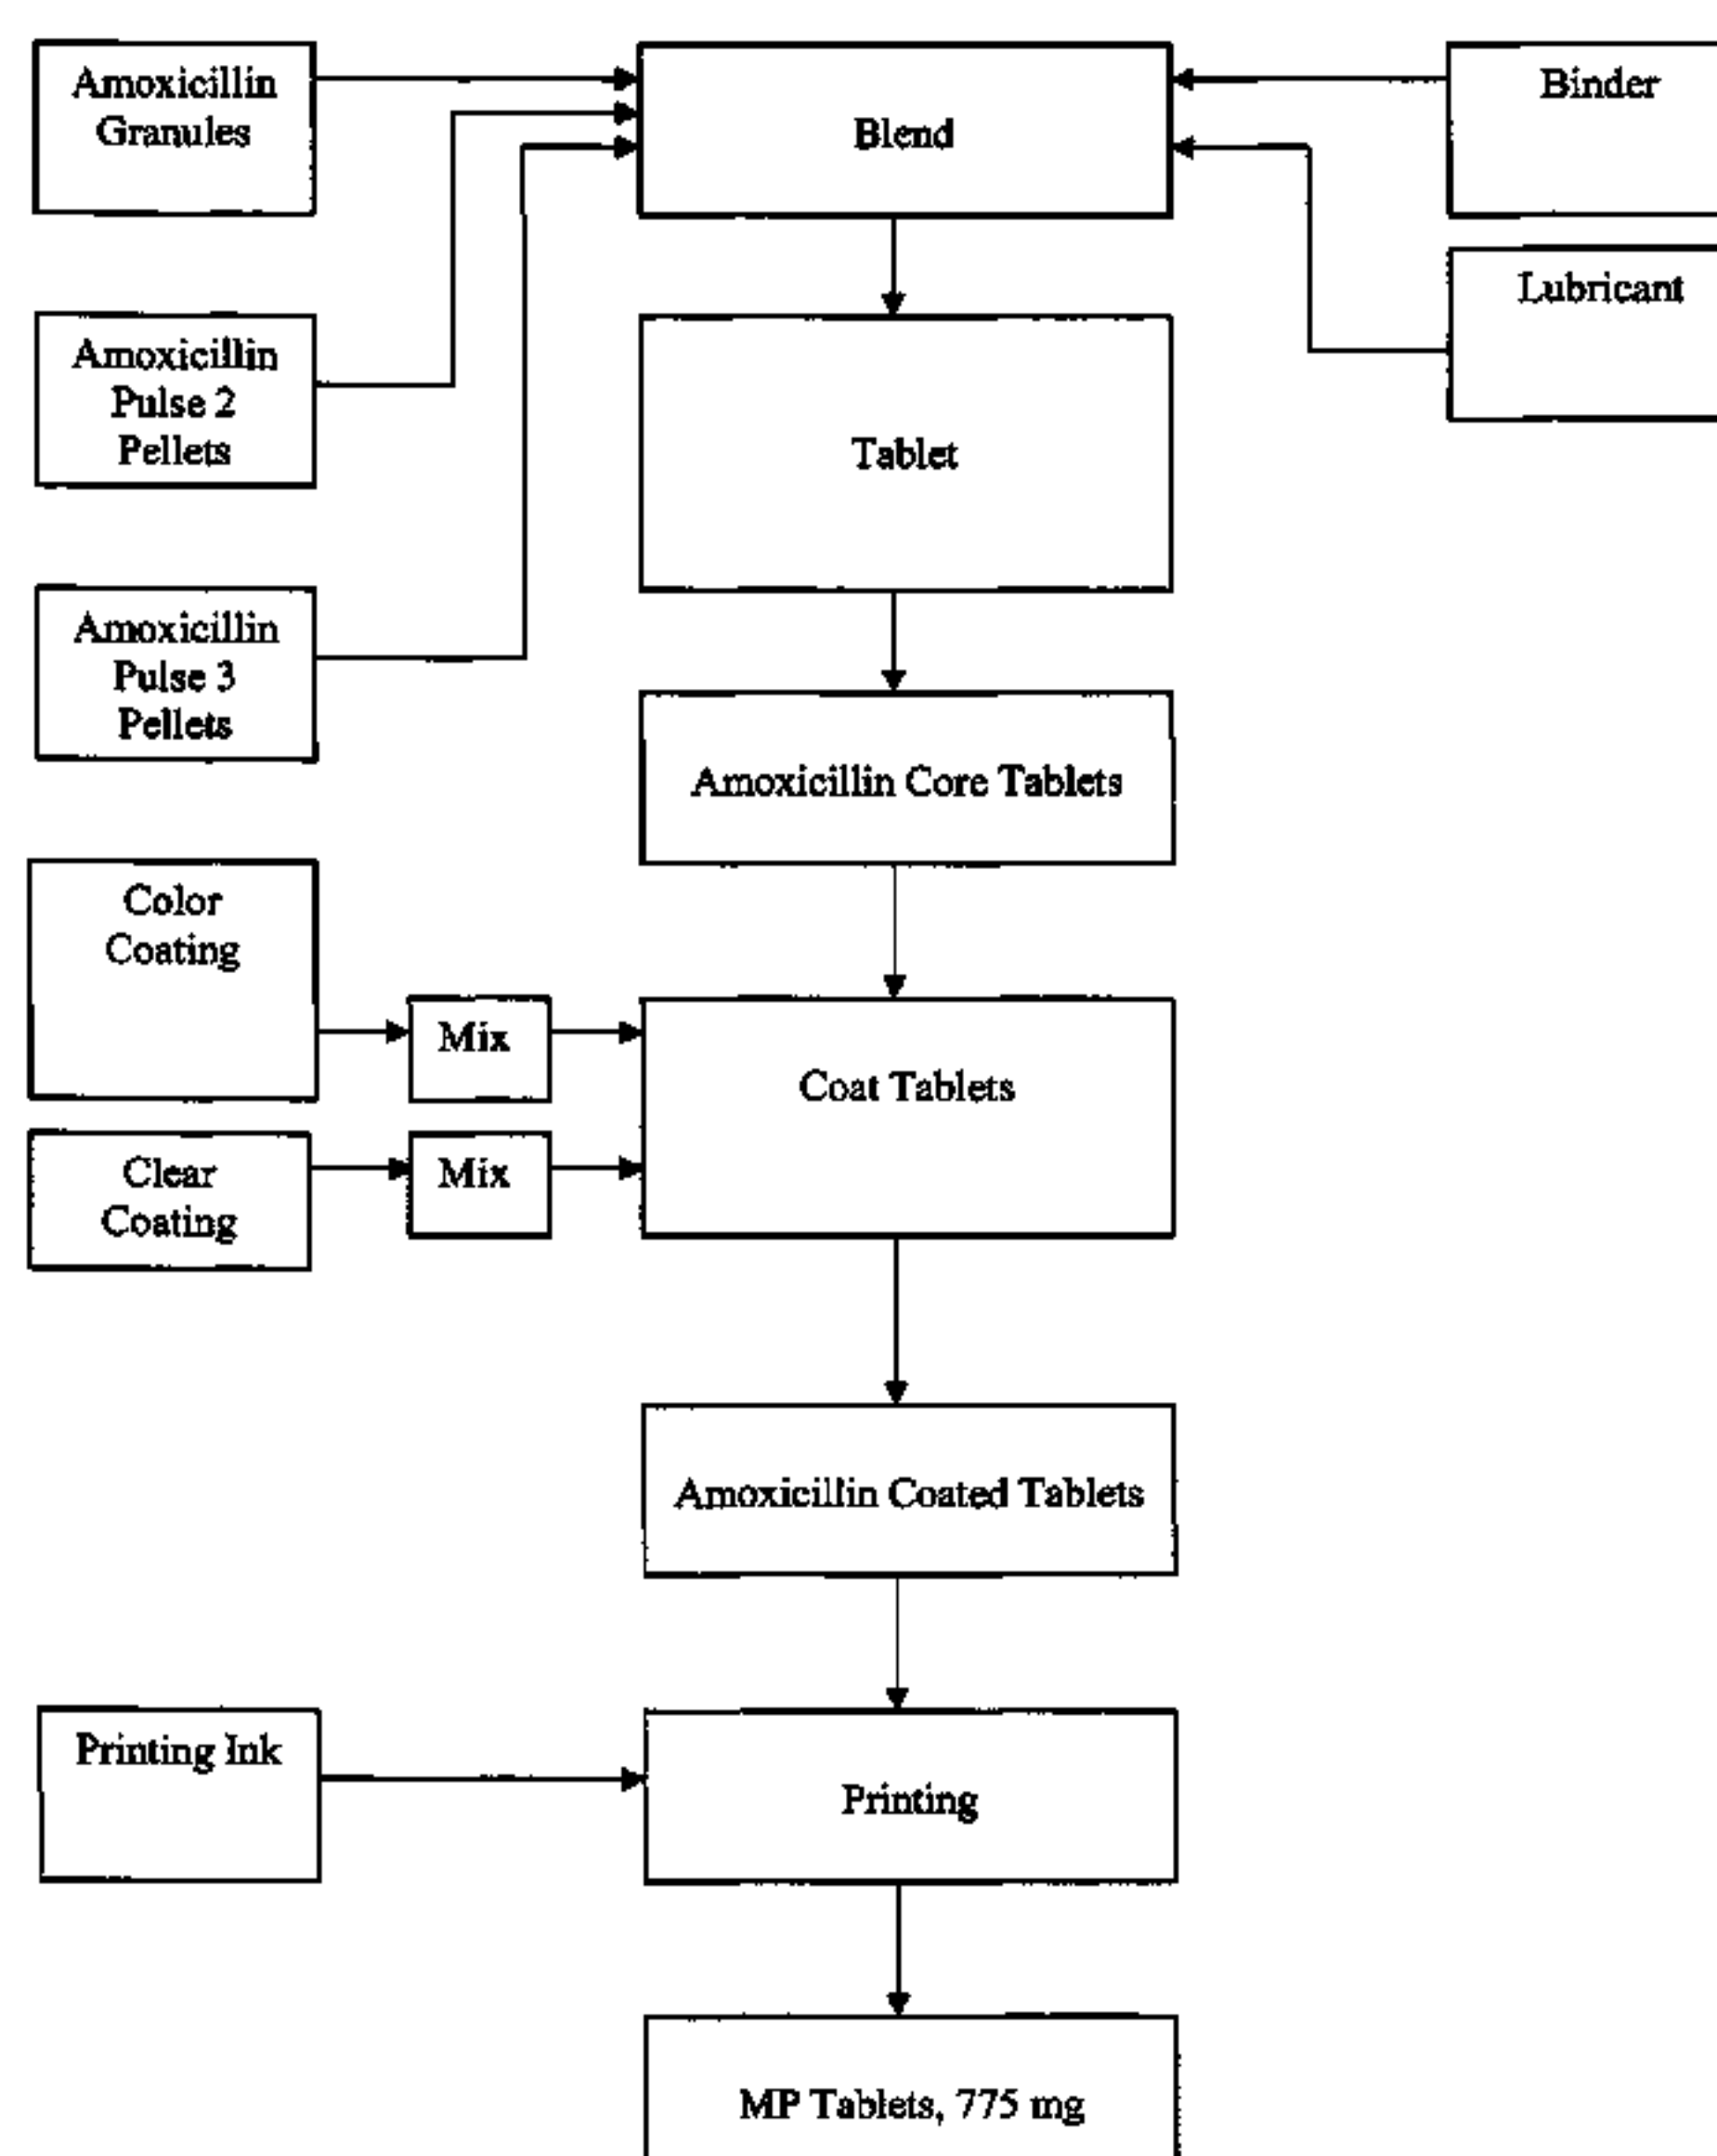 Amoxicillin
Granules
Blend
Binder
Lubricant
Amoxicillin
Pulse 2
Pellets
Tablet
Amoxicillin
Pulse 3
Pellets
Amoxicillin Core Tablets
Color
Coating
Mix
Coat Tablets
Clear
Coating
Mix
Amoxicillin Coated Tablets
Printing Ink
Printing
MP Tablets, 775 mg